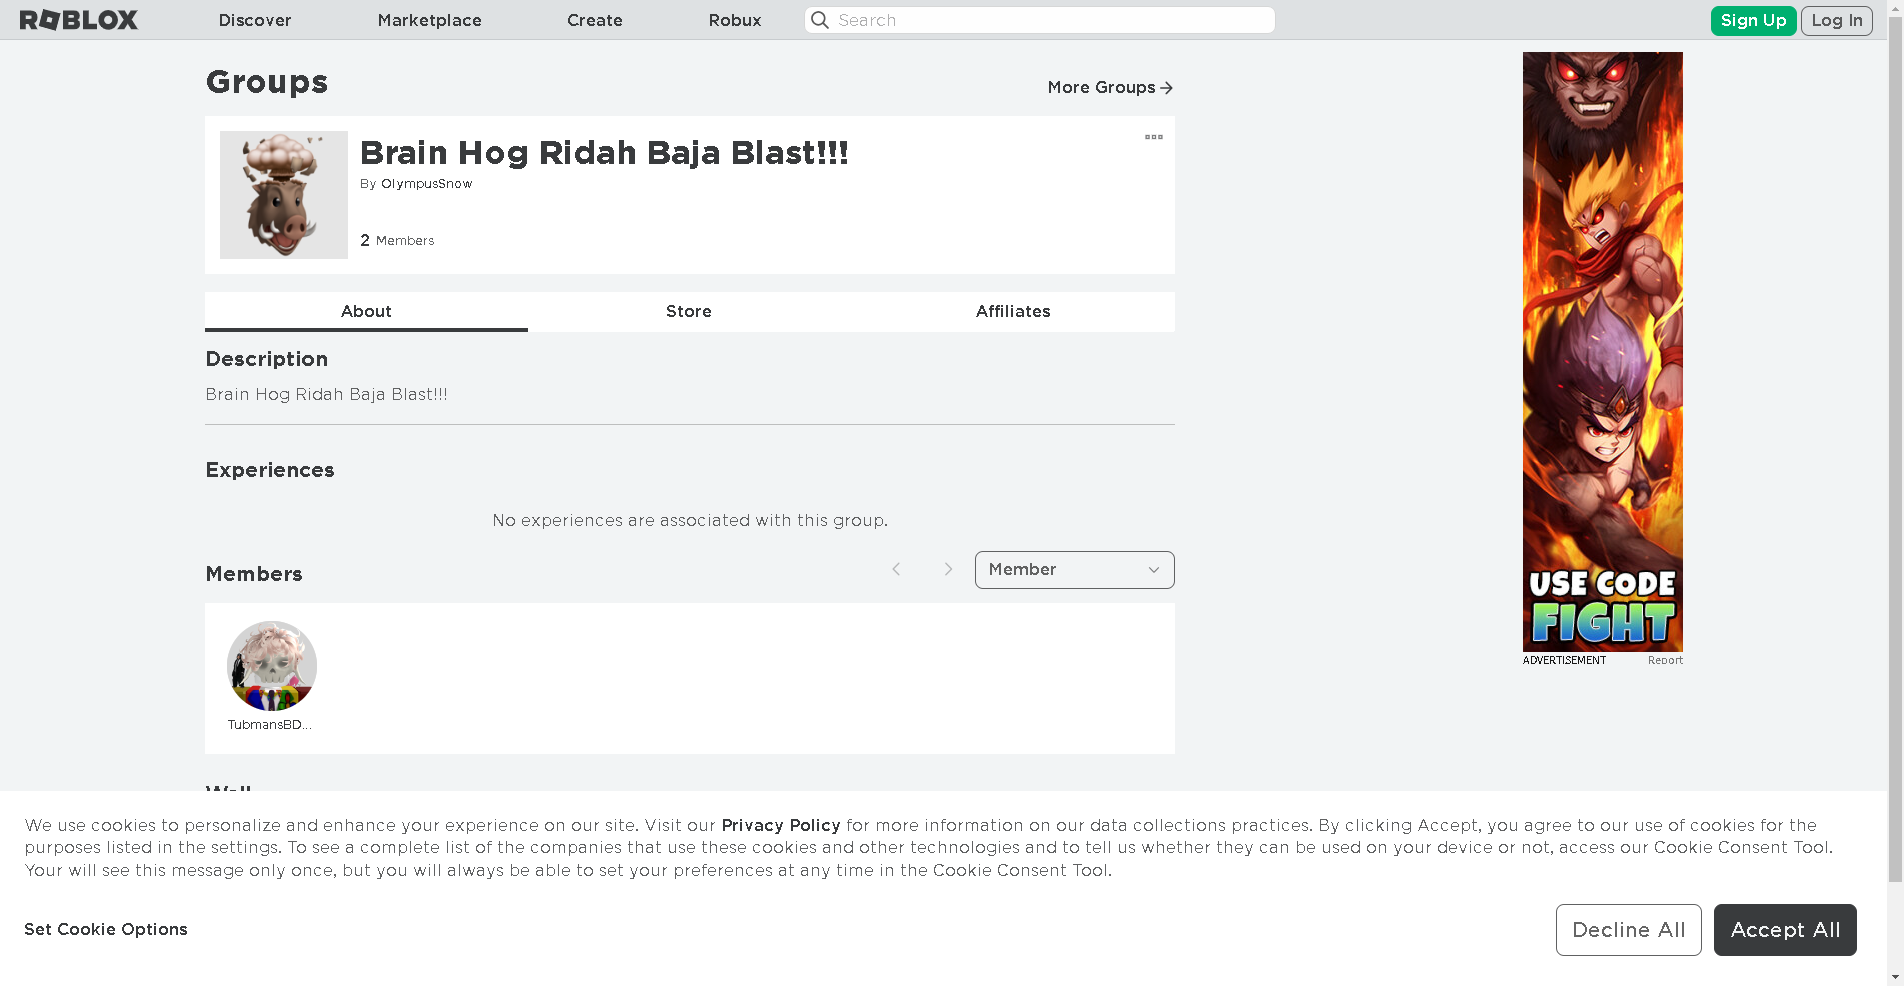 ROBLOX Discover Marketplace Create Robux Search Sign Up Log In
Groups
More Groups
Brain Hog Ridah Baja Blast!!!
By OlympusSnow
2 Members
About Store Affiliates
Description
Brain Hog Ridah Baja Blast!!!
Experiences
No experiences are associated with this group.
Members
Member
TubmansBD...
USE CODE
FIGHT
ADVERTISEMENT Report
Wall
We use cookies to personalize and enhance your experience on our site. Visit our Privacy Policy for more information on our data collections practices. By clicking Accept, you agree to our use of cookies for the
purposes listed in the settings. To see a complete list of the companies that use these cookies and other technologies and to tell us whether they can be used on your device or not, access our Cookie Consent Tool.
Your will see this message only once, but you will always be able to set your preferences at any time in the Cookie Consent Tool.
Set Cookie Options
Decline All
Accept All